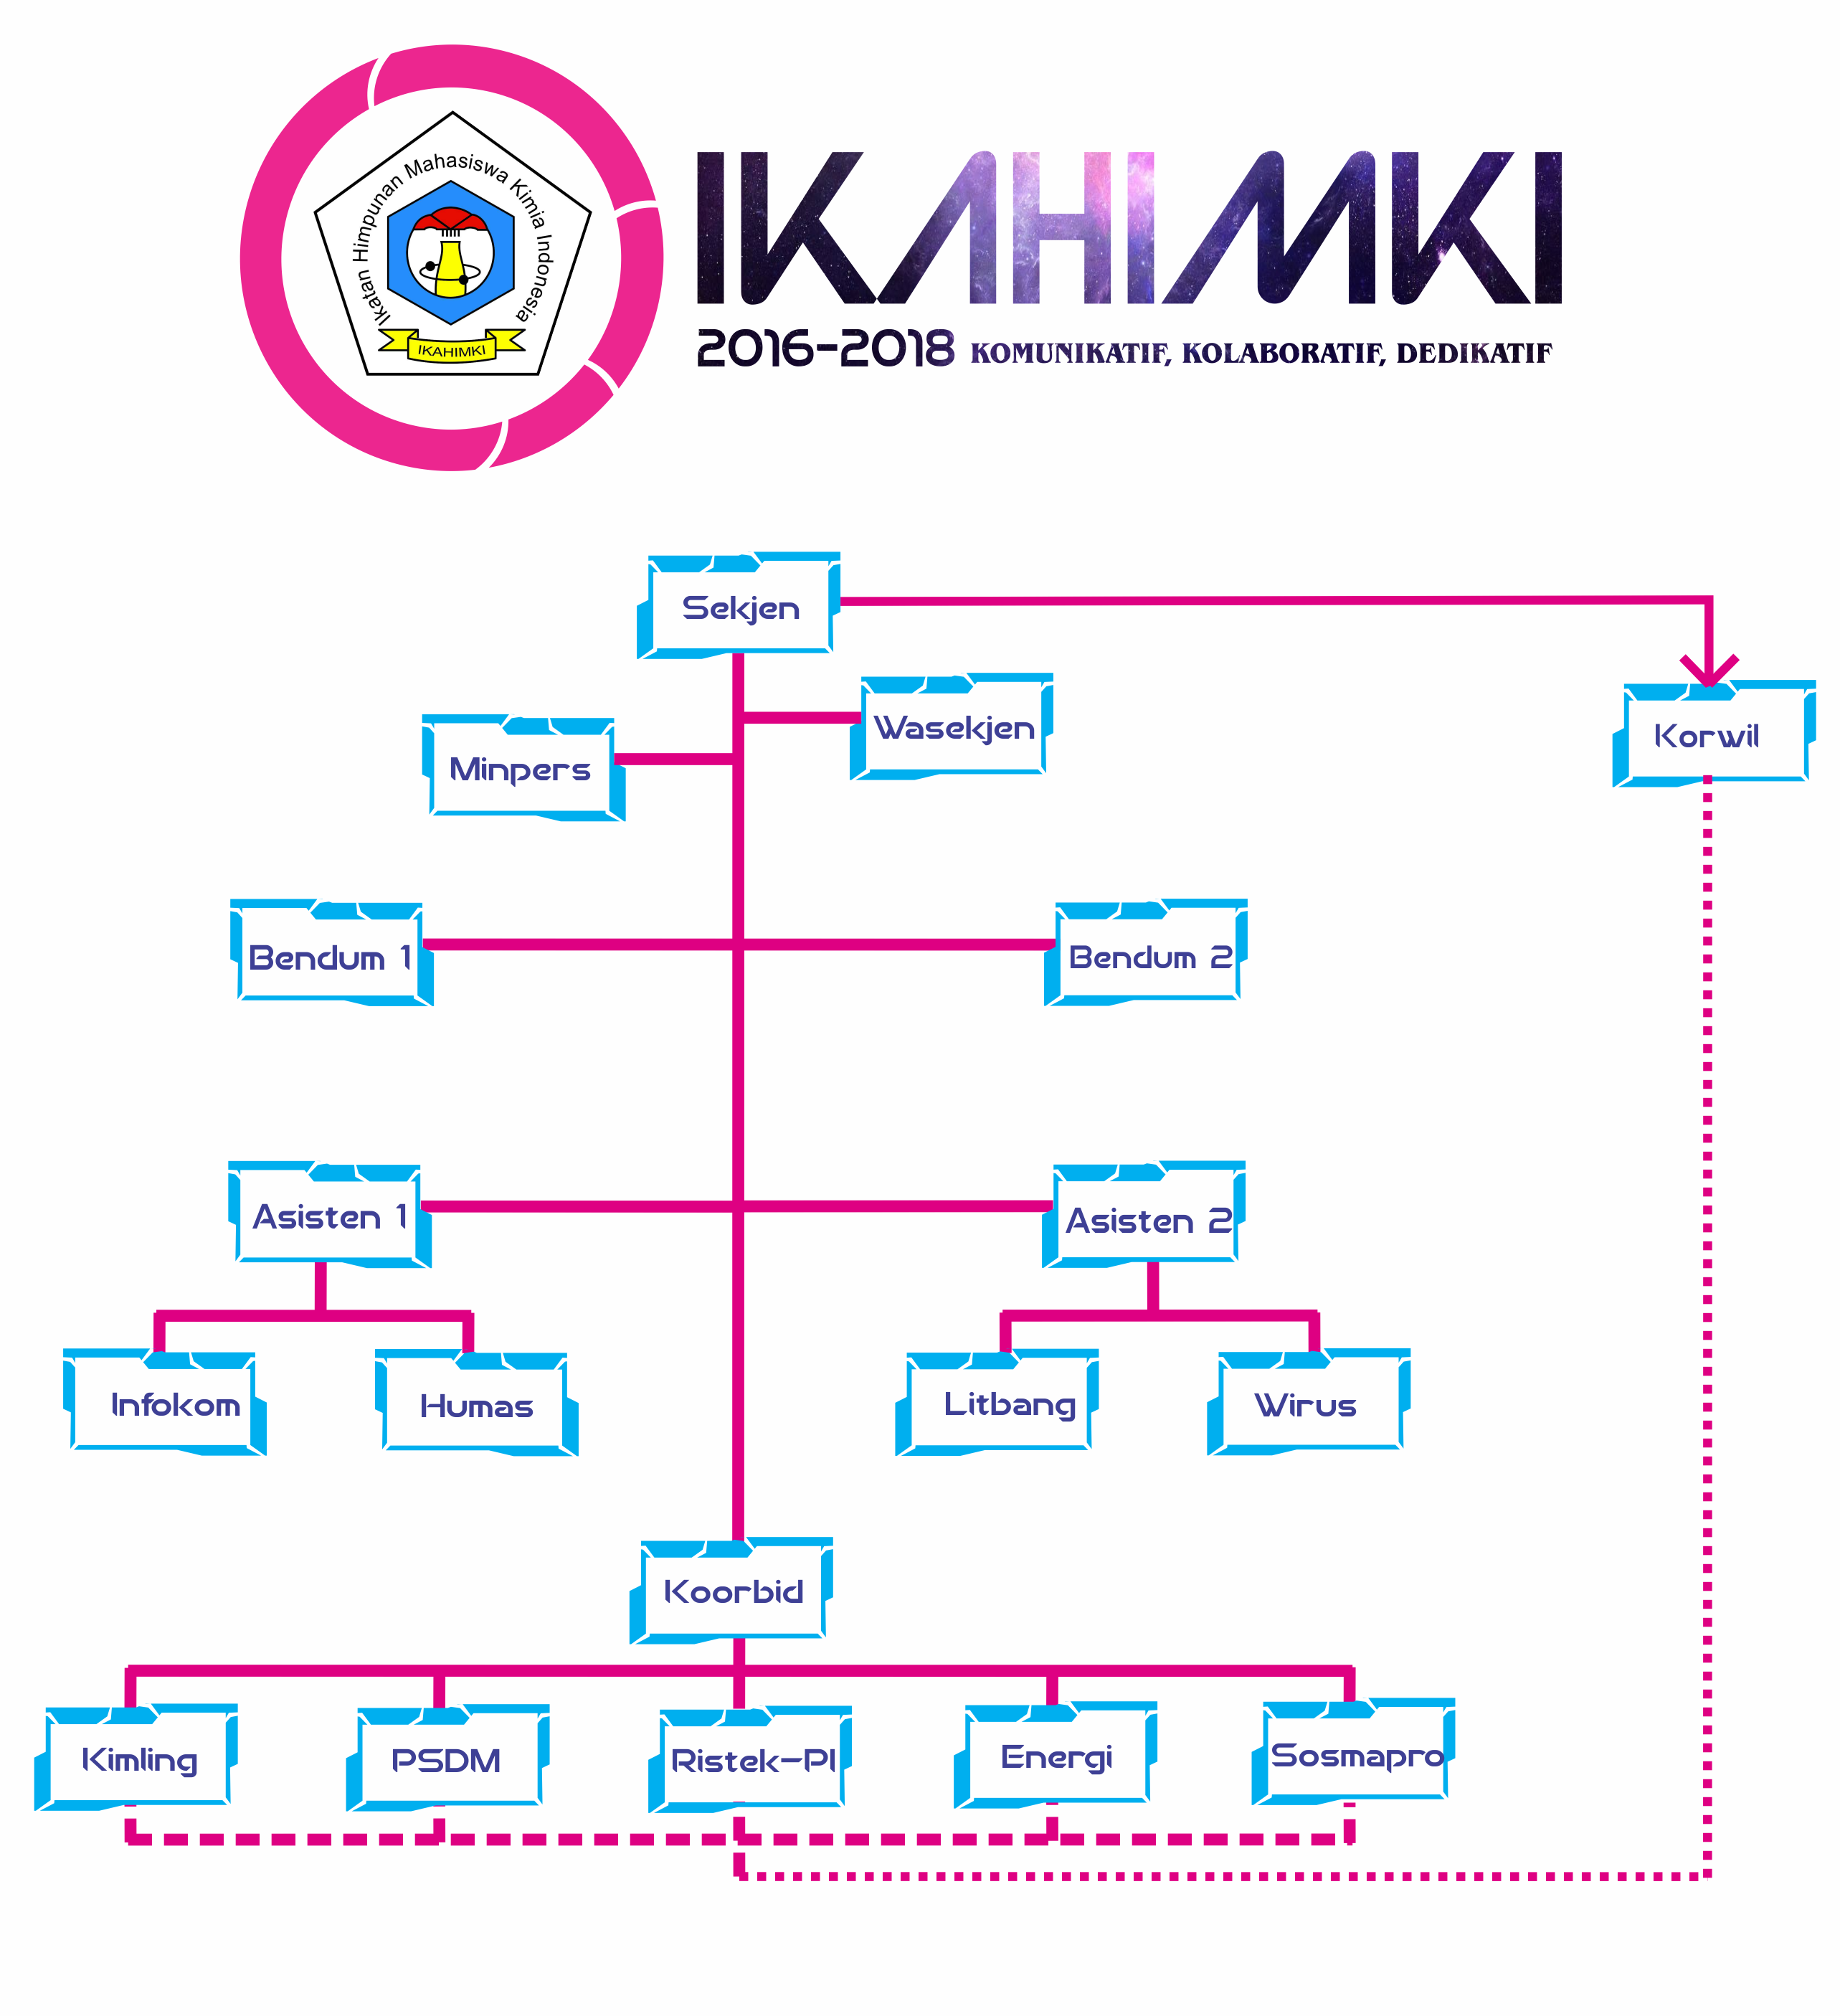 Ikatan Himpunan Mahasiswa Kimia Indonesia
IKAHIMKI
IKAHIMKI
2016-2018 KOMUNIKATIF, KOLABORATIF, DEDIKATIF
Sekjen
Wasekjen
Korwil
Minpers
Bendum 1
Bendum 2
Asisten 1
Asisten 2
Infokom
Humas
Litbang
Wirus
Koorbid
Kimling
PSDM
Ristek-PI
Energi
Sosmapro